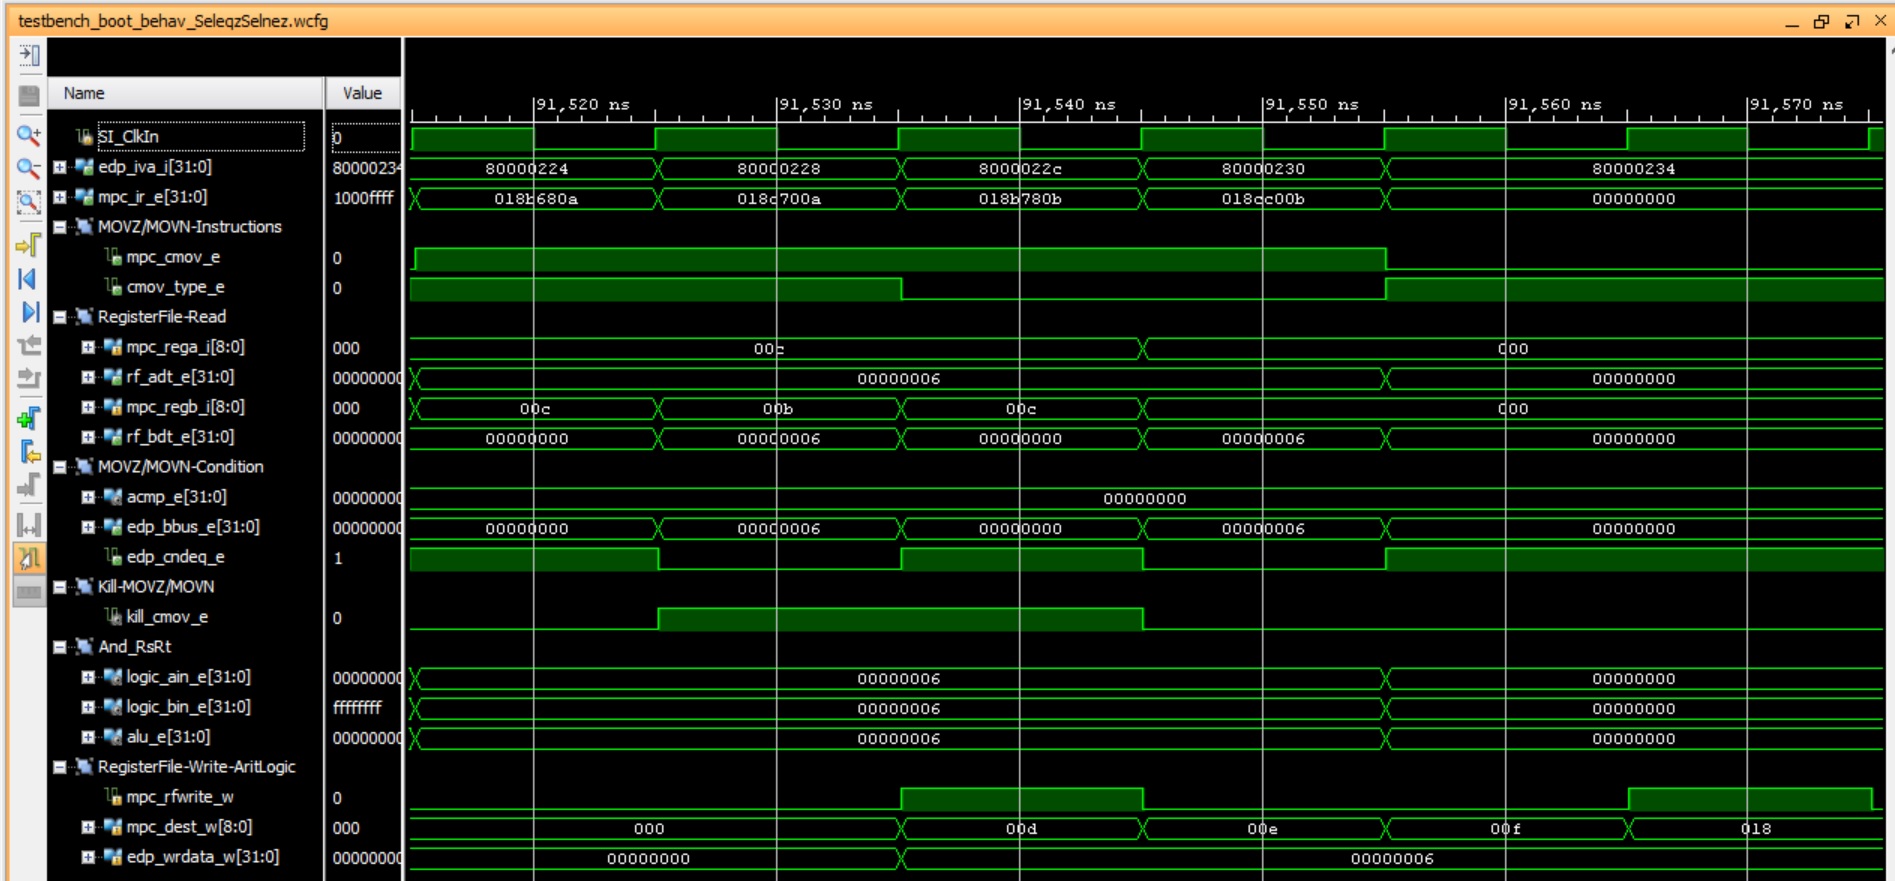 testbench_boot_behav_SeleqzSelnez.wcfg
Name Value 91,520 ns 91,530 ns 91,540 ns 91,550 ns 91,560 ns 91,570 ns
SI_ClkIn 0
edp_iva_i[31:0] 80000234 80000224 80000228 8000022c 80000230 80000234
mpc_ir_e[31:0] 1000ffff 018b680a 018c700a 018b780b 018cc00b 00000000
MOVZ/MOVN-Instructions
mpc_cmov_e 0
cmov_type_e 0
RegisterFile-Read
mpc_rega_i[8:0] 000 00c 000
rf_adt_e[31:0] 00000000 00000006 00000000
mpc_regb_i[8:0] 000 00c 00b 00c 000
rf_bdt_e[31:0] 00000000 00000000 00000006 00000000 00000006 00000000
MOVZ/MOVN-Condition
acmp_e[31:0] 00000000 00000000
edp_bbus_e[31:0] 00000000 00000000 00000006 00000000 00000006 00000000
edp_cndeq_e 1
Kill-MOVZ/MOVN
kill_cmov_e 0
And_RsRt
logic_ain_e[31:0] 00000000 00000006 00000000
logic_bin_e[31:0] ffffffff 00000006 00000000
alu_e[31:0] 00000000 00000006 00000000
RegisterFile-Write-AritLogic
mpc_rfwrite_w 0
mpc_dest_w[8:0] 000 000 00d 00e 00f 018
edp_wrdata_w[31:0] 00000000 00000000 00000006